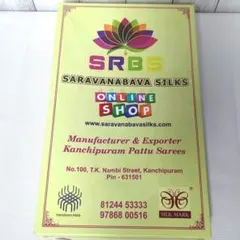 SRBS
SARAVANABAVA SILKS
ONLINE
SHOP
www.saravanabavasilks.com
Manufacturer & Exporter
Kanchipuram Pattu Sarees
No.100, T.K. Nambi Street, Kanchipuram
Pin - 631501
81244 53333
97868 00516
SILK MARK